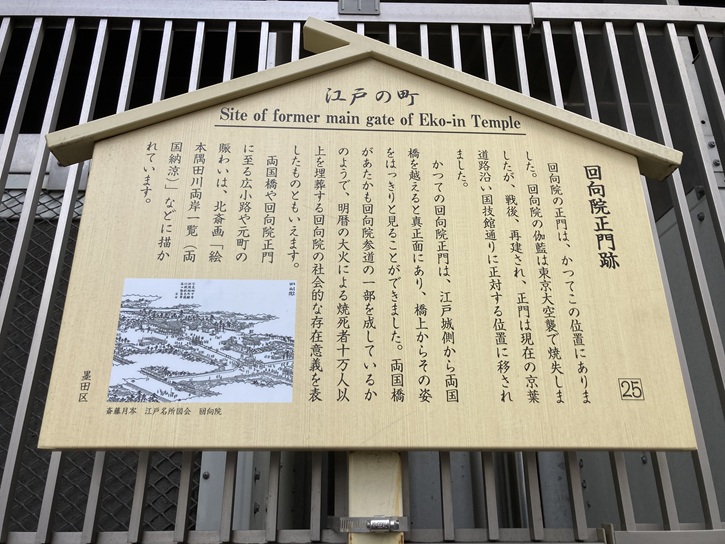 江戸の町
Site of former main gate of Eko-in Temple
回向院正門跡
回向院の正門は、かつてこの位置にありま
した。回向院の伽藍は東京大空襲で焼失しま
したが、戦後、再建され、正門は現在の京葉
道路沿い国技館通りに正対する位置に移され
ました。
かつての回向院正門は、江戸城側から両国
橋を越えると真正面にあり、橋上からその姿
をはっきりと見ることができました。両国橋
があたかも回向院参道の一部を成しているか
のようで、明暦の大火による焼死者十万人以
上を埋葬する回向院の社会的な存在意義を表
したものともいえます。
両国橋や回向院正門
に至る広小路や元町の
賑わいは、北斎画「絵
本隅田川両岸一覧(両
国納涼)」などに描か
れています。
25
斎藤月岑 江戸名所図会 回向院
墨田区